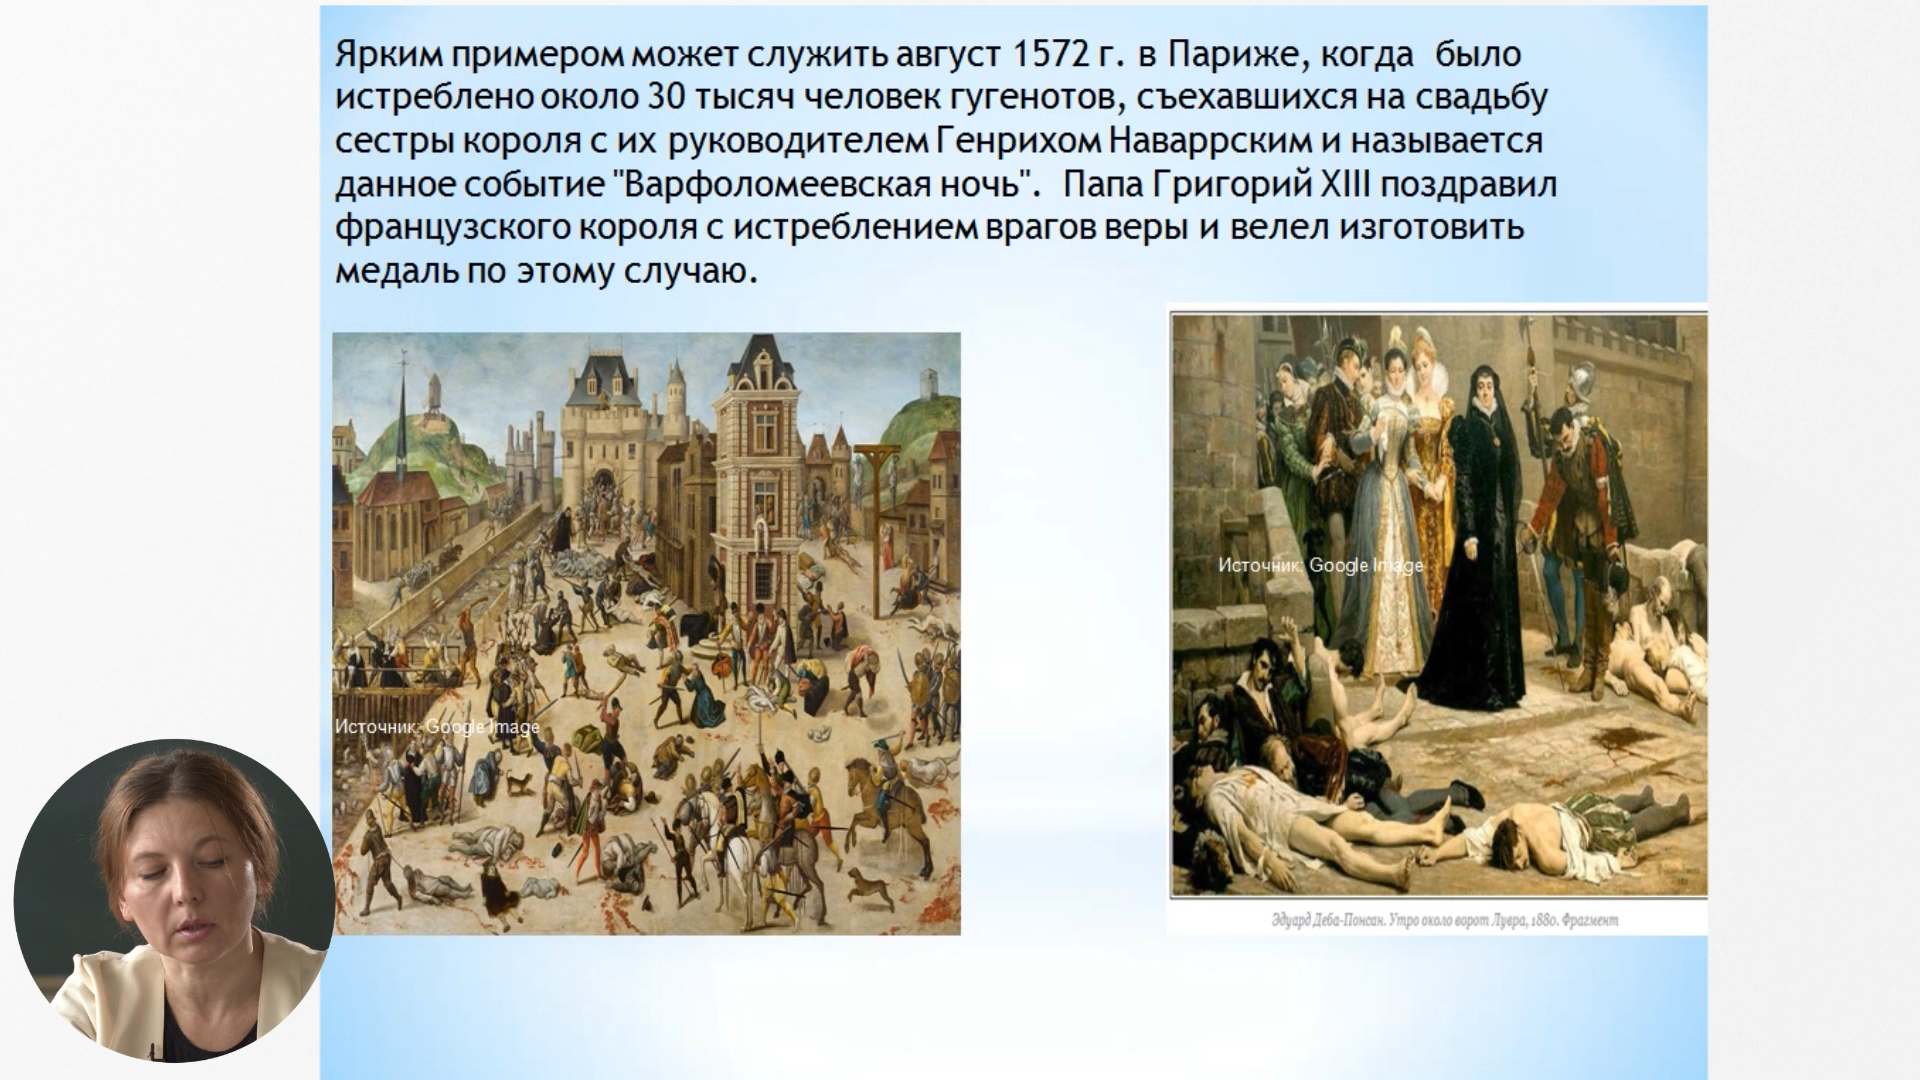 Ярким примером может служить август 1572 г. в Париже, когда было
истреблено около 30 тысяч человек гугенотов, съехавшихся на свадьбу
сестры короля с их руководителем Генрихом Наваррским и называется
данное событие "Варфоломеевская ночь". Папа Григорий XIII поздравил
французского короля с истреблением врагов веры и велел изготовить
медаль по этому случаю.
Источник: Google Image
Источник: Google Image
Эдуард Деба-Понсан. Утро около ворот Лувра, 1880. Фрагмент